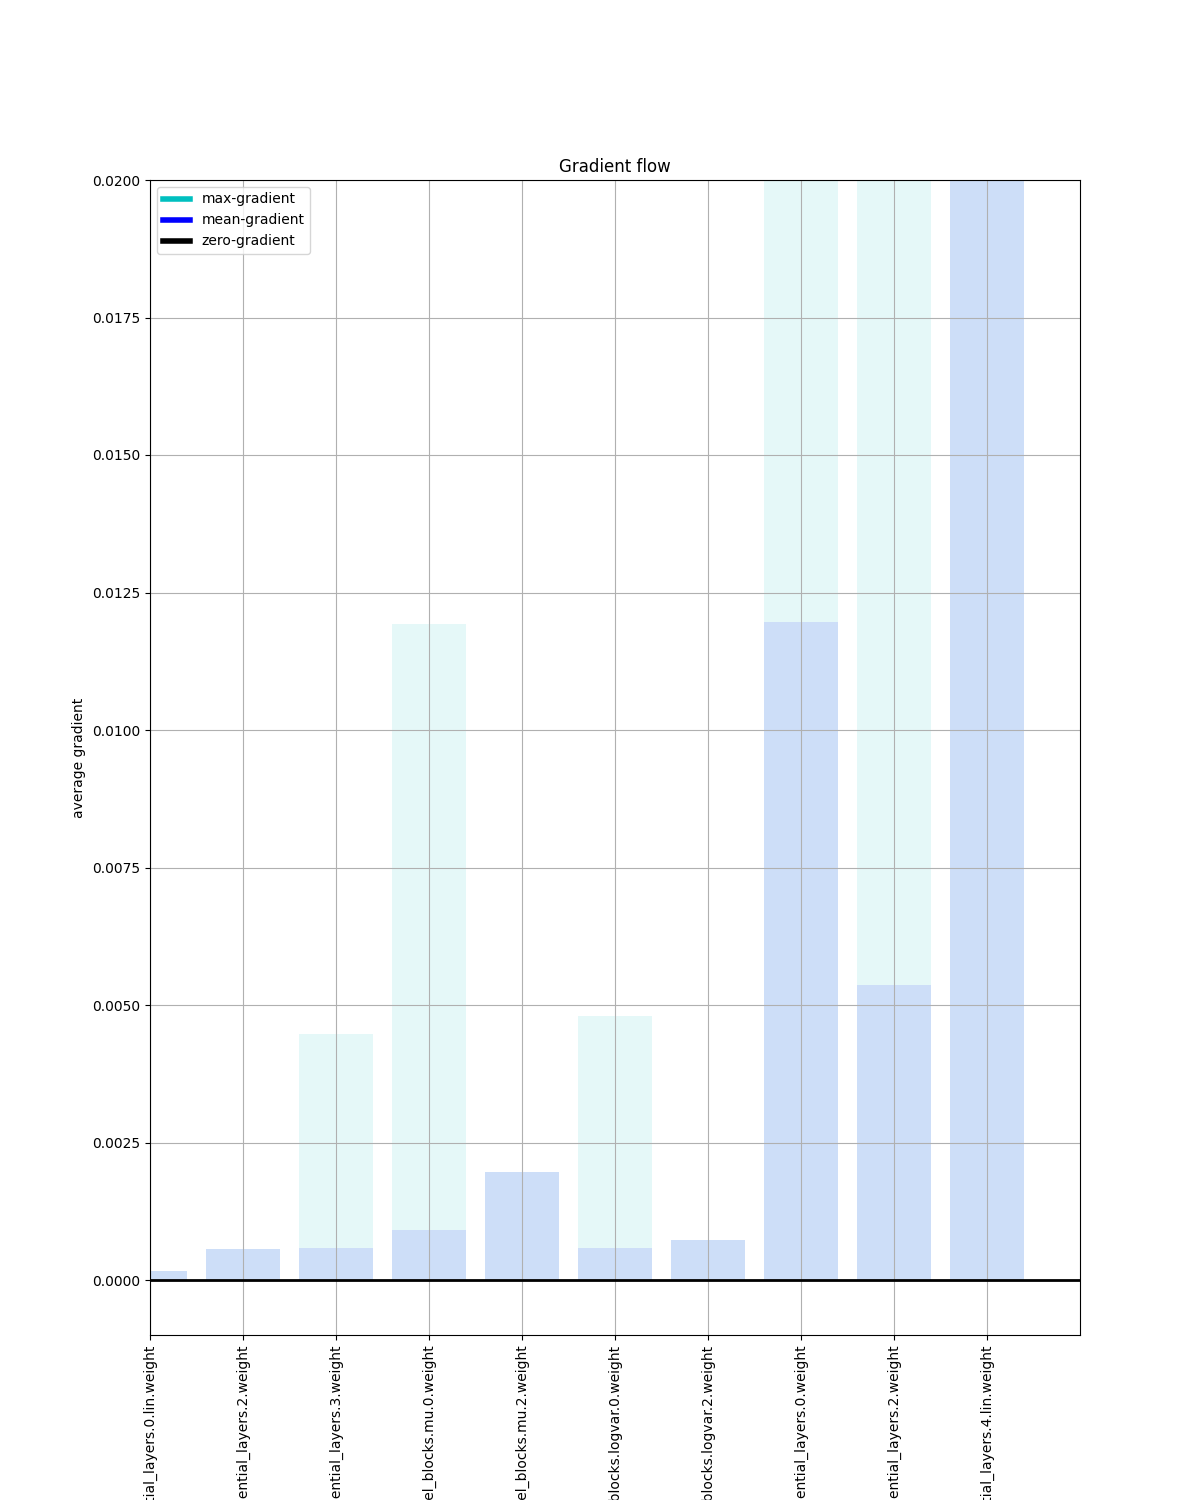 Gradient flow
max-gradient
mean-gradient
zero-gradient
average gradient
0.0200
0.0175
0.0150
0.0125
0.0100
0.0075
0.0050
0.0025
0.0000
tial_layers.0.lin.weight
ential_layers.2.weight
ential_layers.3.weight
el_blocks.mu.0.weight
el_blocks.mu.2.weight
blocks.logvar.0.weight
blocks.logvar.2.weight
ential_layers.0.weight
ential_layers.2.weight
tial_layers.4.lin.weight